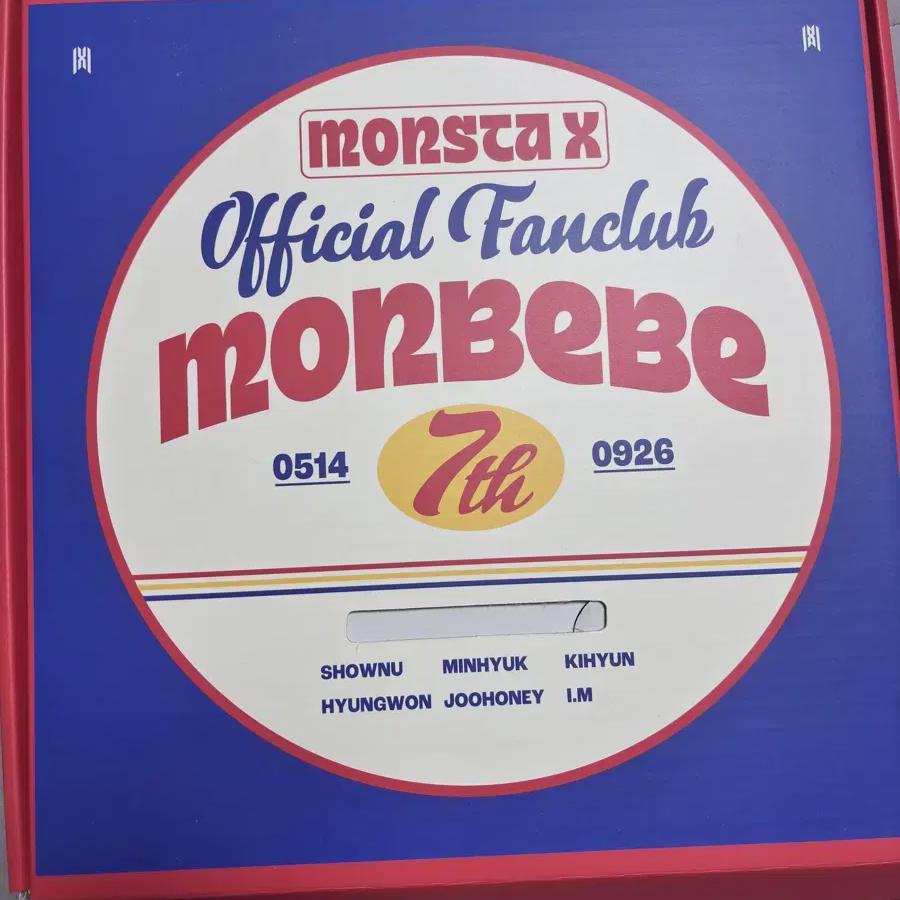 MONSTA X
Official Fanclub
MONBEBE
0514 7th 0926
SHOWNU MINHYUK KIHYUN
HYUNGWON JOOHONEY I.M